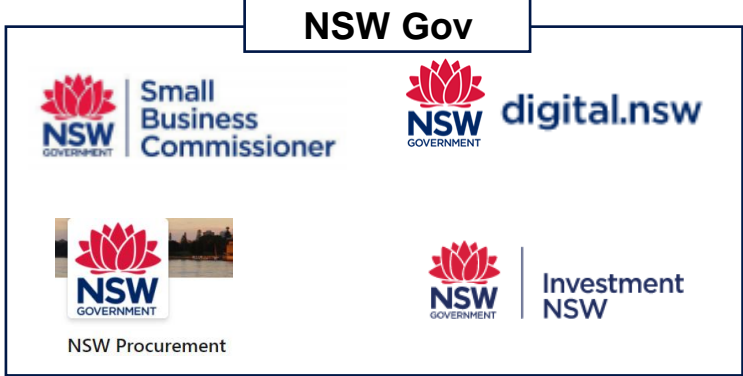 NSW Gov
NSW
GOVERNMENT
Small
Business
Commissioner
NSW
GOVERNMENT
digital.nsw
NSW
GOVERNMENT
NSW Procurement
NSW
GOVERNMENT
Investment
NSW